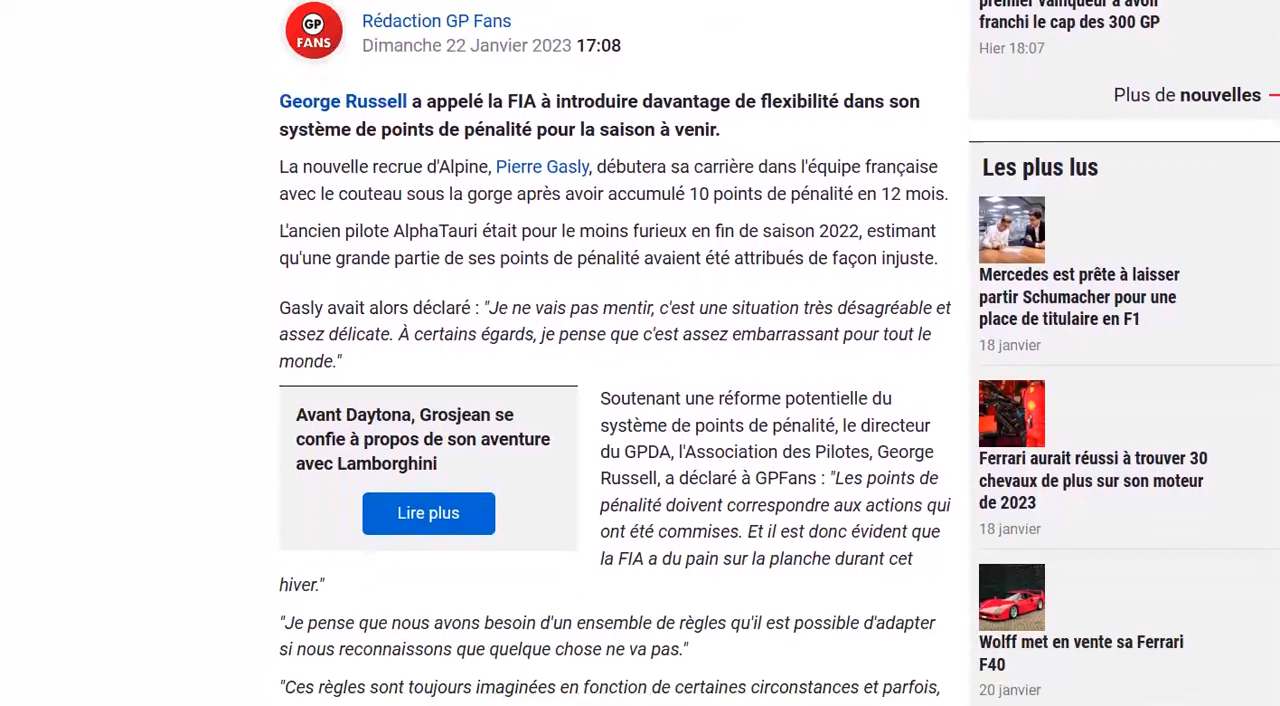 GP
FANS
Rédaction GP Fans
Dimanche 22 Janvier 2023 17:08
George Russell a appelé la FIA à introduire davantage de flexibilité dans son
système de points de pénalité pour la saison à venir.
La nouvelle recrue d'Alpine, Pierre Gasly, débutera sa carrière dans l'équipe française
avec le couteau sous la gorge après avoir accumulé 10 points de pénalité en 12 mois.
L'ancien pilote AlphaTauri était pour le moins furieux en fin de saison 2022, estimant
qu'une grande partie de ses points de pénalité avaient été attribués de façon injuste.
Gasly avait alors déclaré : "Je ne vais pas mentir, c'est une situation très désagréable et
assez délicate. À certains égards, je pense que c'est assez embarrassant pour tout le
monde."
Avant Daytona, Grosjean se
confie à propos de son aventure
avec Lamborghini
Lire plus
Soutenant une réforme potentielle du
système de points de pénalité, le directeur
du GPDA, l'Association des Pilotes, George
Russell, a déclaré à GPFans : "Les points de
pénalité doivent correspondre aux actions qui
ont été commises. Et il est donc évident que
la FIA a du pain sur la planche durant cet
hiver."
"Je pense que nous avons besoin d'un ensemble de règles qu'il est possible d'adapter
si nous reconnaissons que quelque chose ne va pas."
"Ces règles sont toujours imaginées en fonction de certaines circonstances et parfois,
premier vainqueur à avoir
franchi le cap des 300 GP
Hier 18:07
Plus de nouvelles
Les plus lus
Mercedes est prête à laisser
partir Schumacher pour une
place de titulaire en F1
18 janvier
Ferrari aurait réussi à trouver 30
chevaux de plus sur son moteur
de 2023
18 janvier
Wolff met en vente sa Ferrari
F40
20 janvier